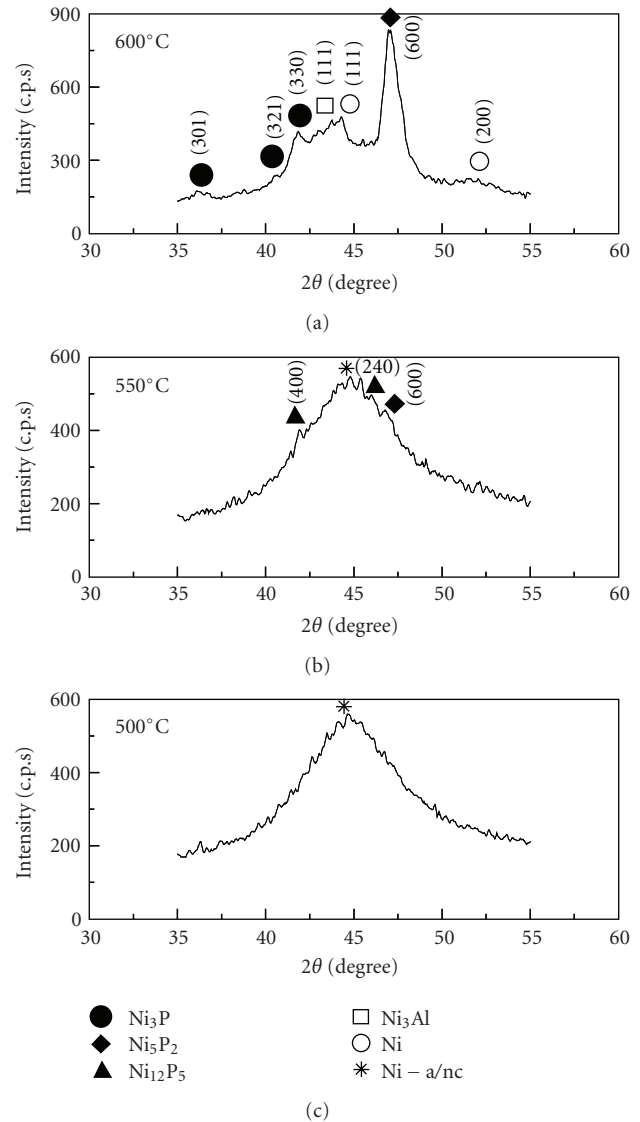 900
600°C
(301)
(321)
(330)
(111)
(111)
(600)
(200)
600
300
0
Intensity (c.p.s)
30 35 40 45 50 55 60
2θ (degree)
(a)
600
550°C
(400)
(240)
(600)
400
200
0
Intensity (c.p.s)
30 35 40 45 50 55 60
2θ (degree)
(b)
600
500°C
400
200
0
Intensity (c.p.s)
30 35 40 45 50 55 60
2θ (degree)
Ni₃P
Ni₅P₂
Ni₁₂P₅
Ni₃Al
Ni
Ni − a/nc
(c)